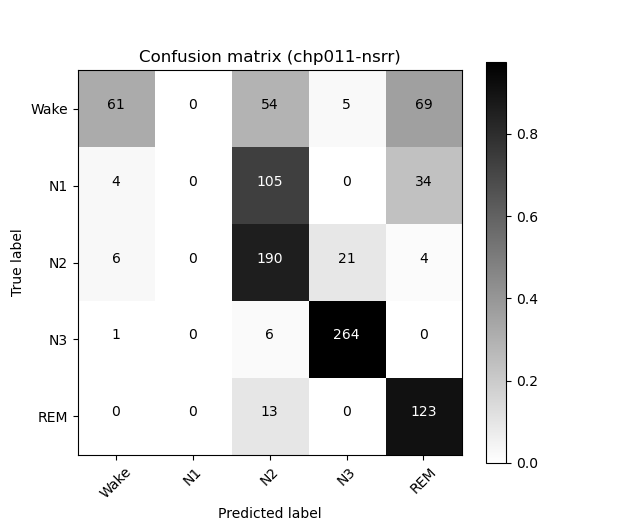 Confusion matrix (chp011-nsrr)
Wake 61 0 54 5 69
N1 4 0 105 0 34
N2 6 0 190 21 4
N3 1 0 6 264 0
REM 0 0 13 0 123
Wake N1 N2 N3 REM
True label
Predicted label
0.8
0.6
0.4
0.2
0.0